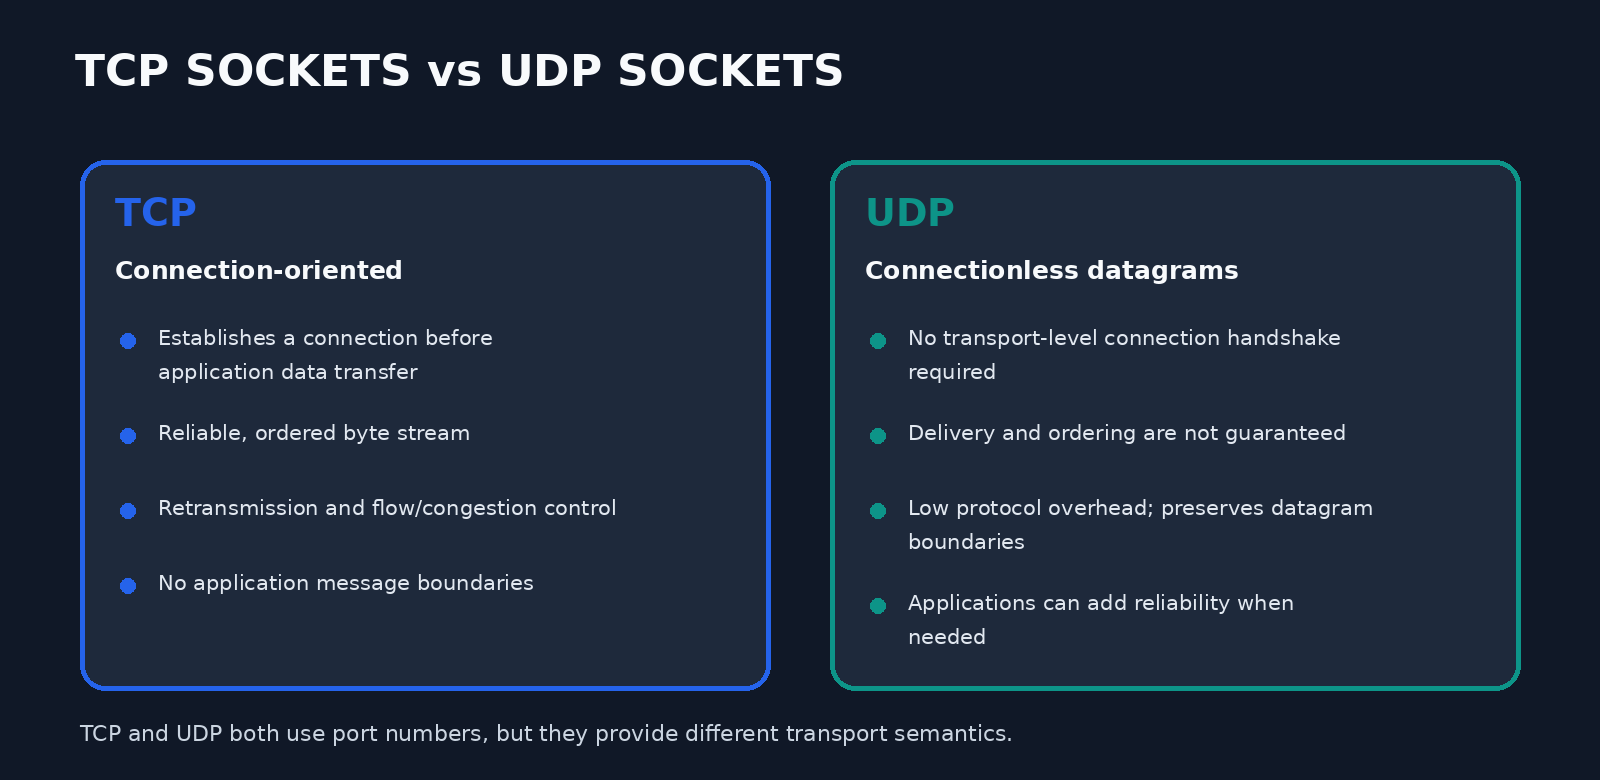 TCP SOCKETS vs UDP SOCKETS
TCP
Connection-oriented
Establishes a connection before
application data transfer
Reliable, ordered byte stream
Retransmission and flow/congestion control
No application message boundaries
UDP
Connectionless datagrams
No transport-level connection handshake
required
Delivery and ordering are not guaranteed
Low protocol overhead; preserves datagram
boundaries
Applications can add reliability when
needed
TCP and UDP both use port numbers, but they provide different transport semantics.